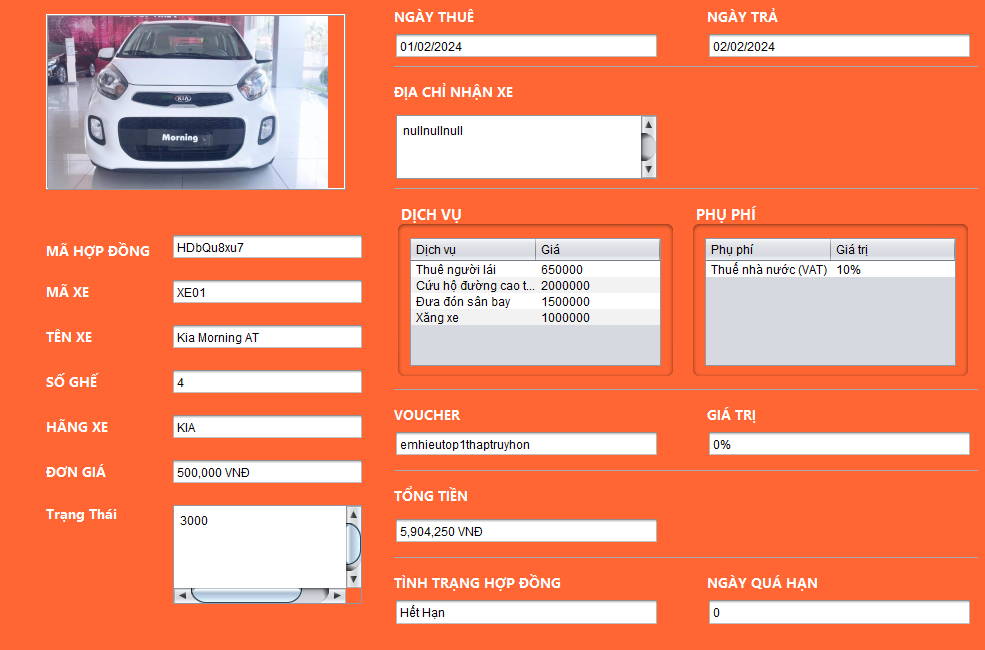 KIA
Morning
MÃ HỢP ĐỒNG
HDbQu8xu7
MÃ XE
XE01
TÊN XE
Kia Morning AT
SỐ GHẾ
4
HÃNG XE
KIA
ĐƠN GIÁ
500,000 VNĐ
Trạng Thái
3000
NGÀY THUÊ
NGÀY TRẢ
01/02/2024
02/02/2024
ĐỊA CHỈ NHẬN XE
nullnullnull
DỊCH VỤ
Dịch vụ Giá
Thuê người lái 650000
Cứu hộ đường cao t... 2000000
Đưa đón sân bay 1500000
Xăng xe 1000000
PHỤ PHÍ
Phụ phí Giá trị
Thuế nhà nước (VAT) 10%
VOUCHER
GIÁ TRỊ
emhieutop1thaptruyhon
0%
TỔNG TIỀN
5,904,250 VNĐ
TÌNH TRẠNG HỢP ĐỒNG
NGÀY QUÁ HẠN
Hết Hạn
0